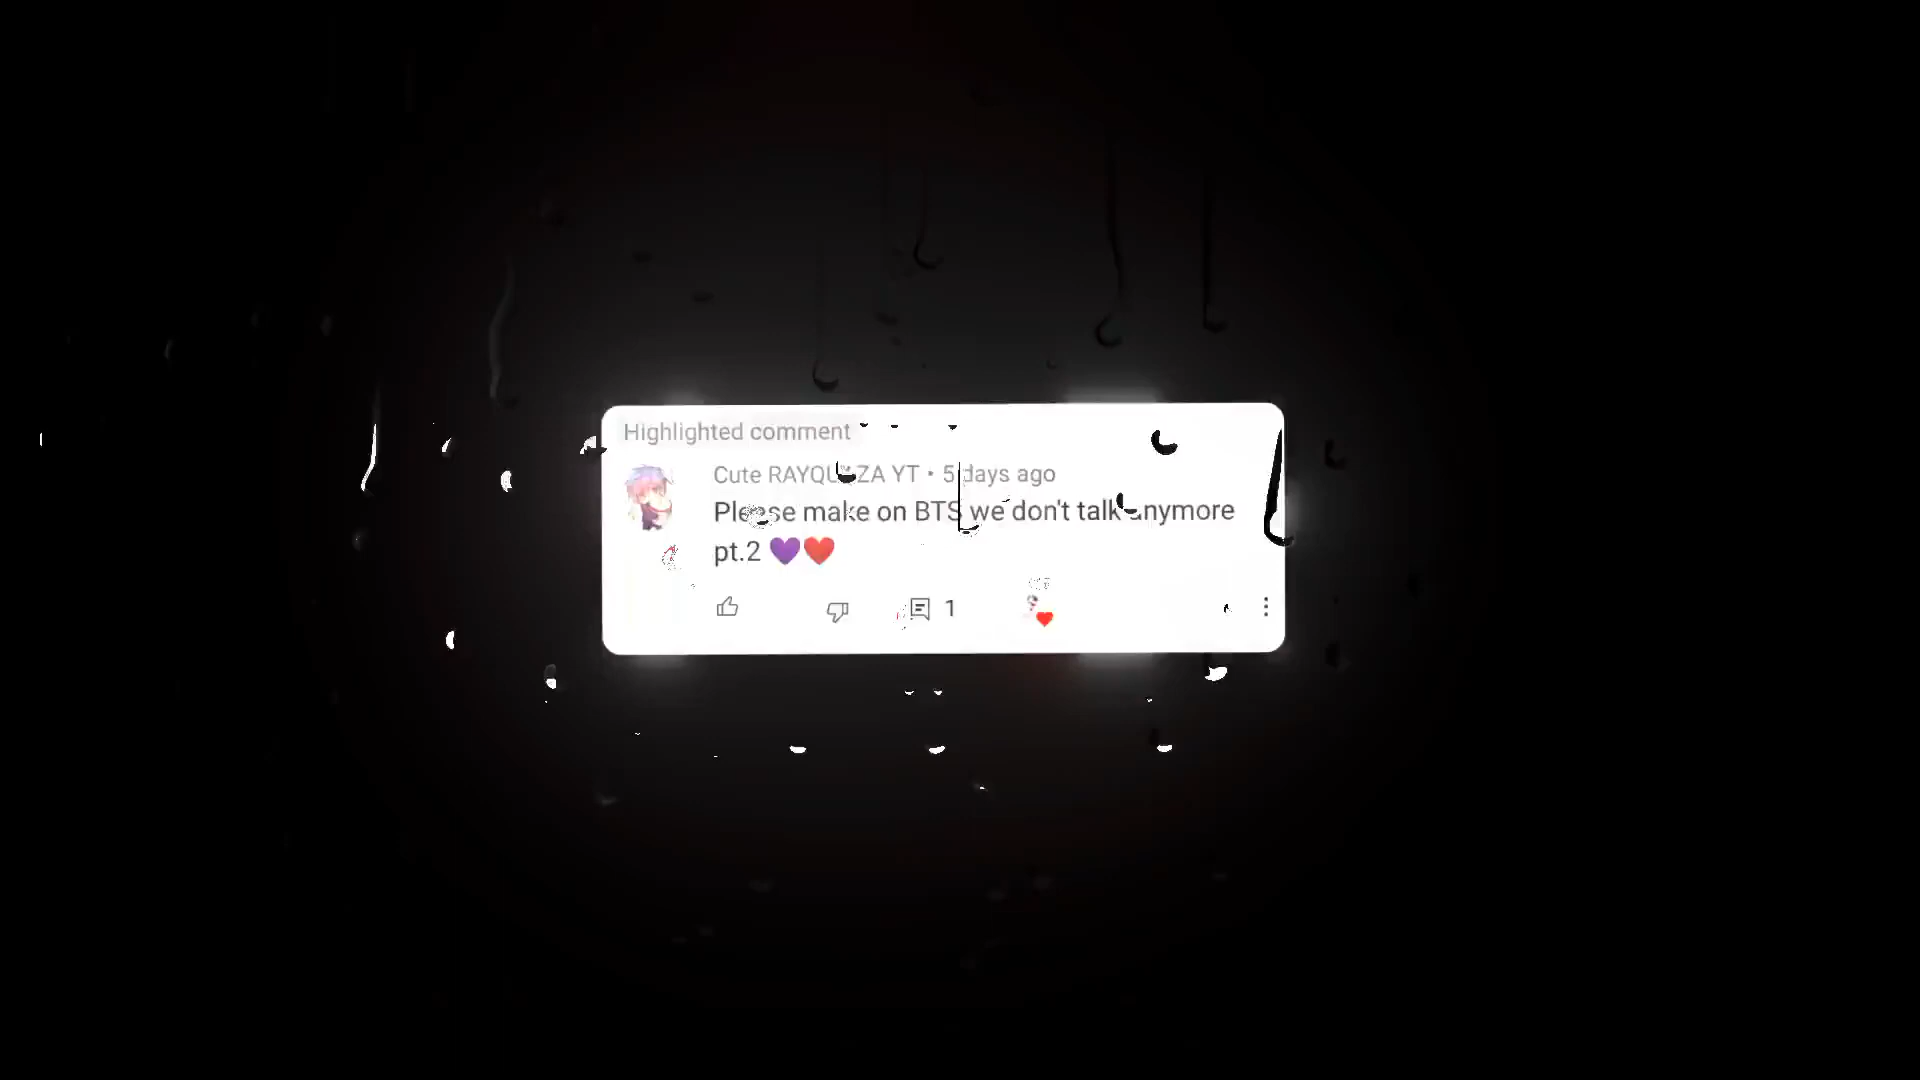 Highlighted comment
Cute RAYQUAZA YT • 5 days ago
Please make on BTS we don't talk anymore
pt.2 💜❤️
1